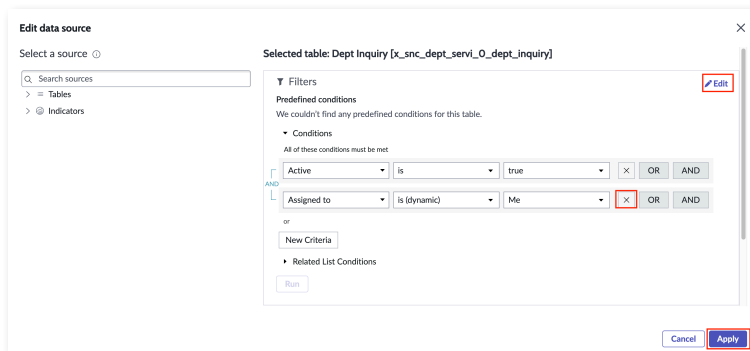 Edit data source
Select a source
Search sources
Tables
Indicators
Selected table: Dept Inquiry [x_snc_dept_servi_0_dept_inquiry]
Filters
Edit
Predefined conditions
We couldn't find any predefined conditions for this table.
Conditions
All of these conditions must be met
Active is true OR AND
AND
Assigned to is (dynamic) Me OR AND
or
New Criteria
Related List Conditions
Run
Cancel Apply